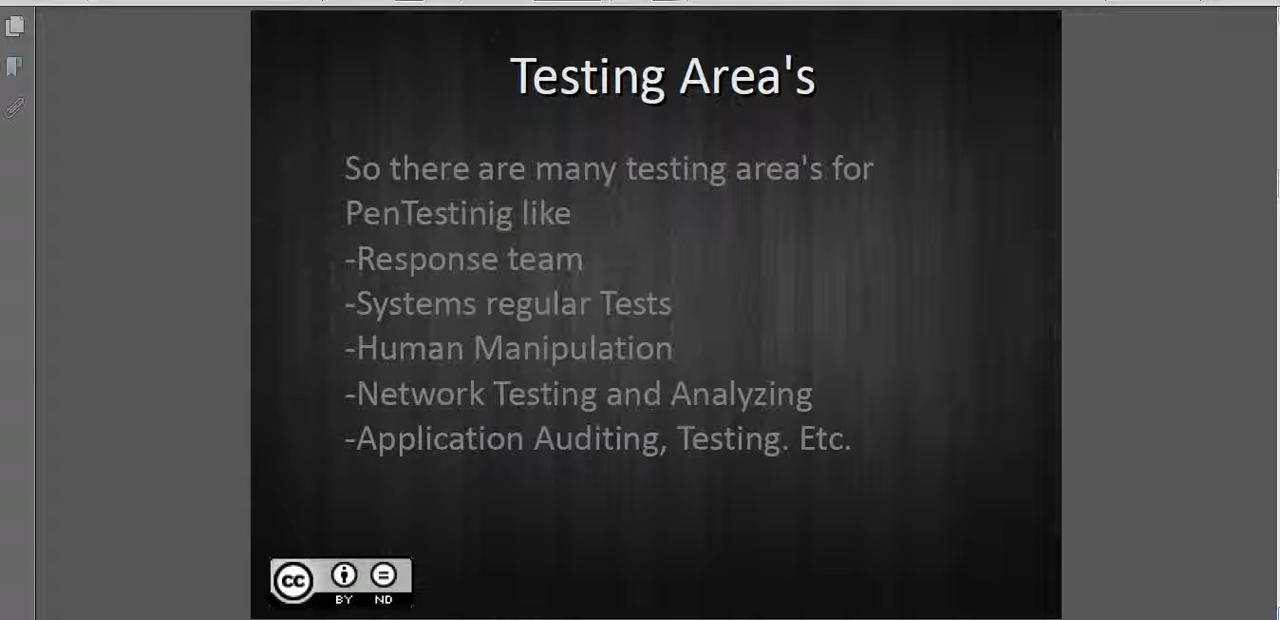 Testing Area's
So there are many testing area's for
PenTestinig like
-Response team
-Systems regular Tests
-Human Manipulation
-Network Testing and Analyzing
-Application Auditing, Testing. Etc.
cc
BY ND